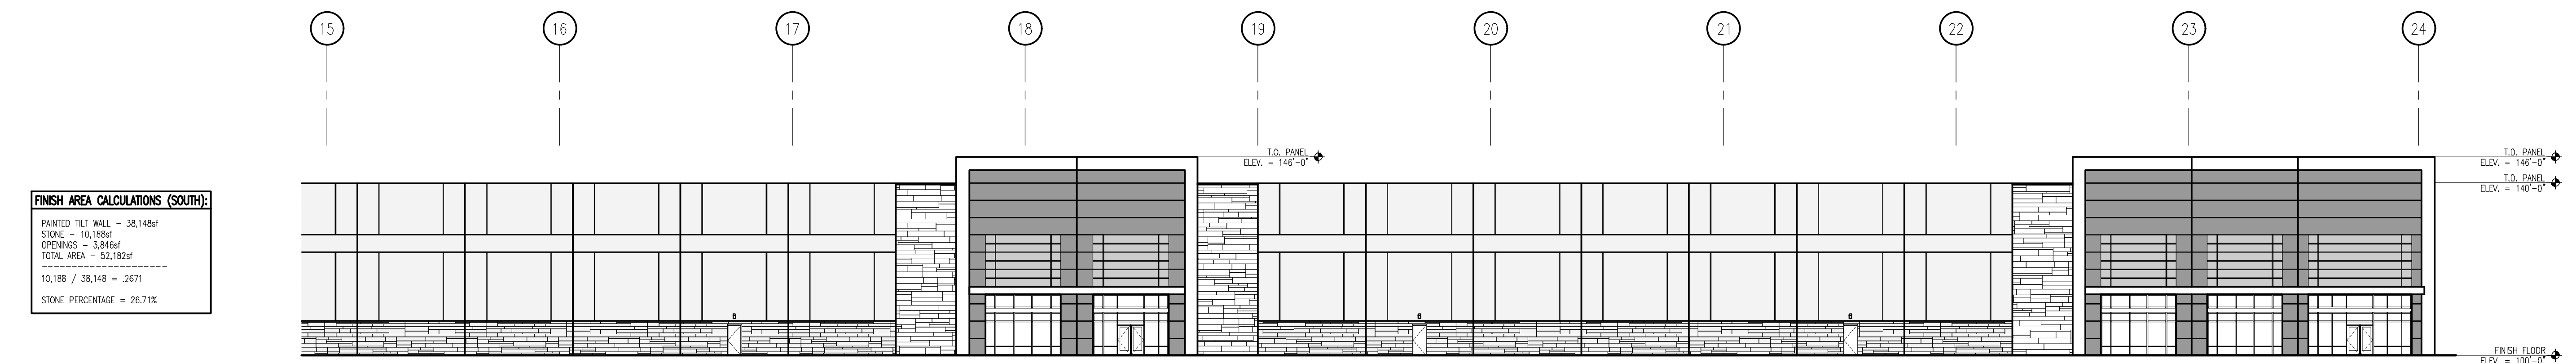 15
16
17
18
19
20
21
22
23
24
T.O. PANEL
ELEV. = 146'-0"
T.O. PANEL
ELEV. = 146'-0"
T.O. PANEL
ELEV. = 140'-0"
FINISH AREA CALCULATIONS (SOUTH):
PAINTED TILT WALL - 38,148sf
STONE - 10,188sf
OPENINGS - 3,846sf
TOTAL AREA - 52,182sf
---------------------
10,188 / 38,148 = .2671
STONE PERCENTAGE = 26.71%
FINISH FLOOR
ELEV. = 100'-0"